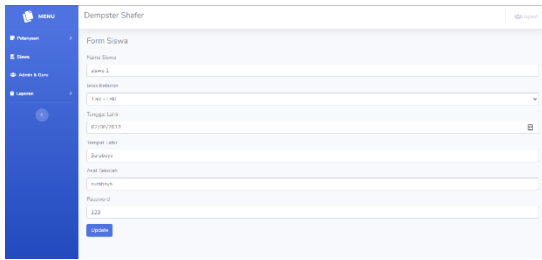 MENU
Dempster Shafer
Logout
Pelanyaan
Form Siswa
Siswa
Nama Siswa
siswa 1
Admin & Guru
Jenis Kelamin
Laki - Laki
Laporan
Tanggal Lahir
Tempat Lahir
Surabaya
Asal Sekolah
surabaya
Password
123
Update